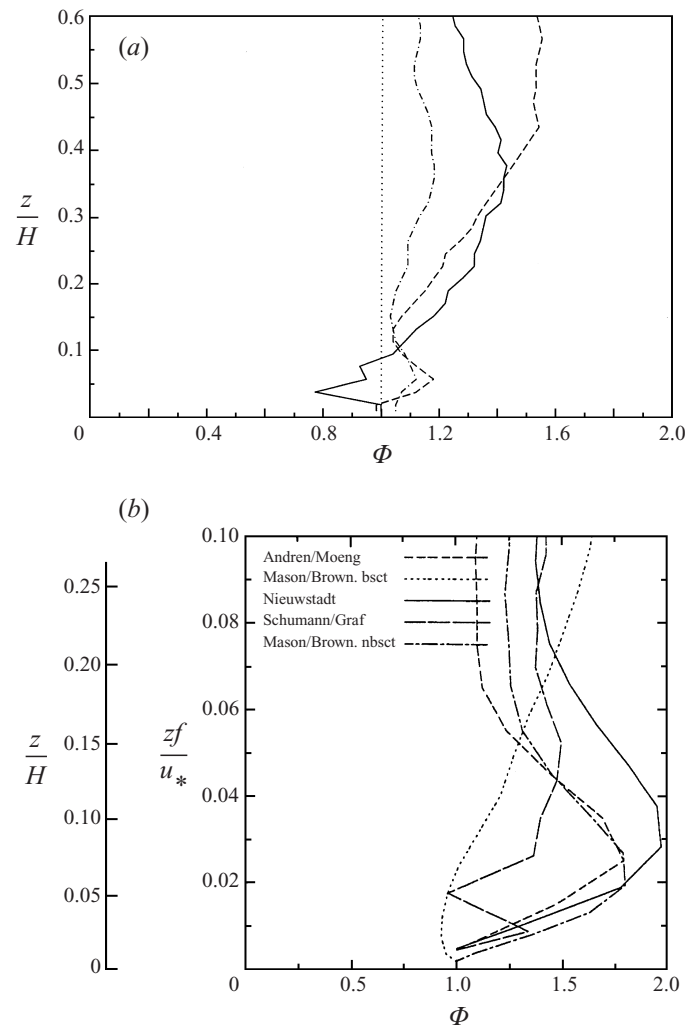 0.6
(a)
0.5
0.4
z
H
0.3
0.2
0.1
0 0.4 0.8 1.2 1.6 2.0
Φ
(b)
0.10
0.25
Andren/Moeng
Mason/Brown. bsct
Nieuwstadt
0.08
Schumann/Graf
Mason/Brown. nbsct
0.20
0.06
z
H
0.15
zf
u*
0.04
0.10
0.05
0.02
0
0 0.5 1.0 1.5 2.0
Φ